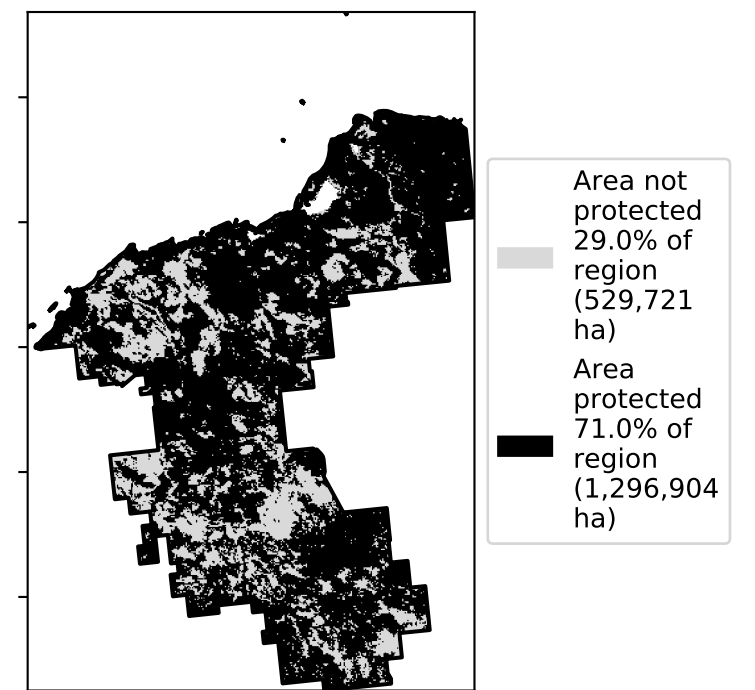 Area not
protected
29.0% of
region
(529,721
ha)
Area
protected
71.0% of
region
(1,296,904
ha)